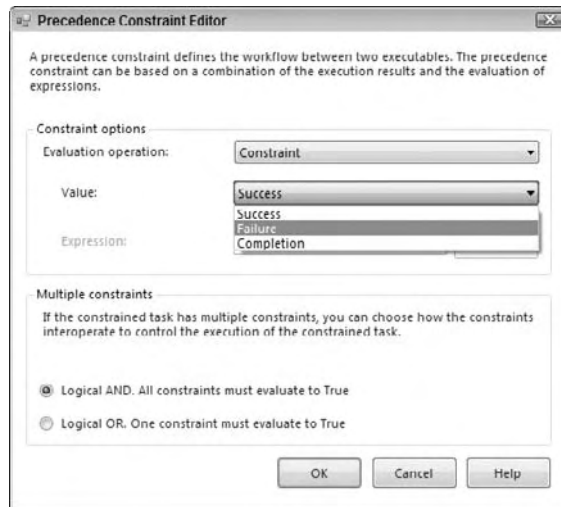 Precedence Constraint Editor
A precedence constraint defines the workflow between two executables. The precedence
constraint can be based on a combination of the execution results and the evaluation of
expressions.
Constraint options
Evaluation operation:
Constraint
Value:
Success
Success
Failure
Completion
Expression:
Multiple constraints
If the constrained task has multiple constraints, you can choose how the constraints
interoperate to control the execution of the constrained task.
Logical AND. All constraints must evaluate to True
Logical OR. One constraint must evaluate to True
OK
Cancel
Help